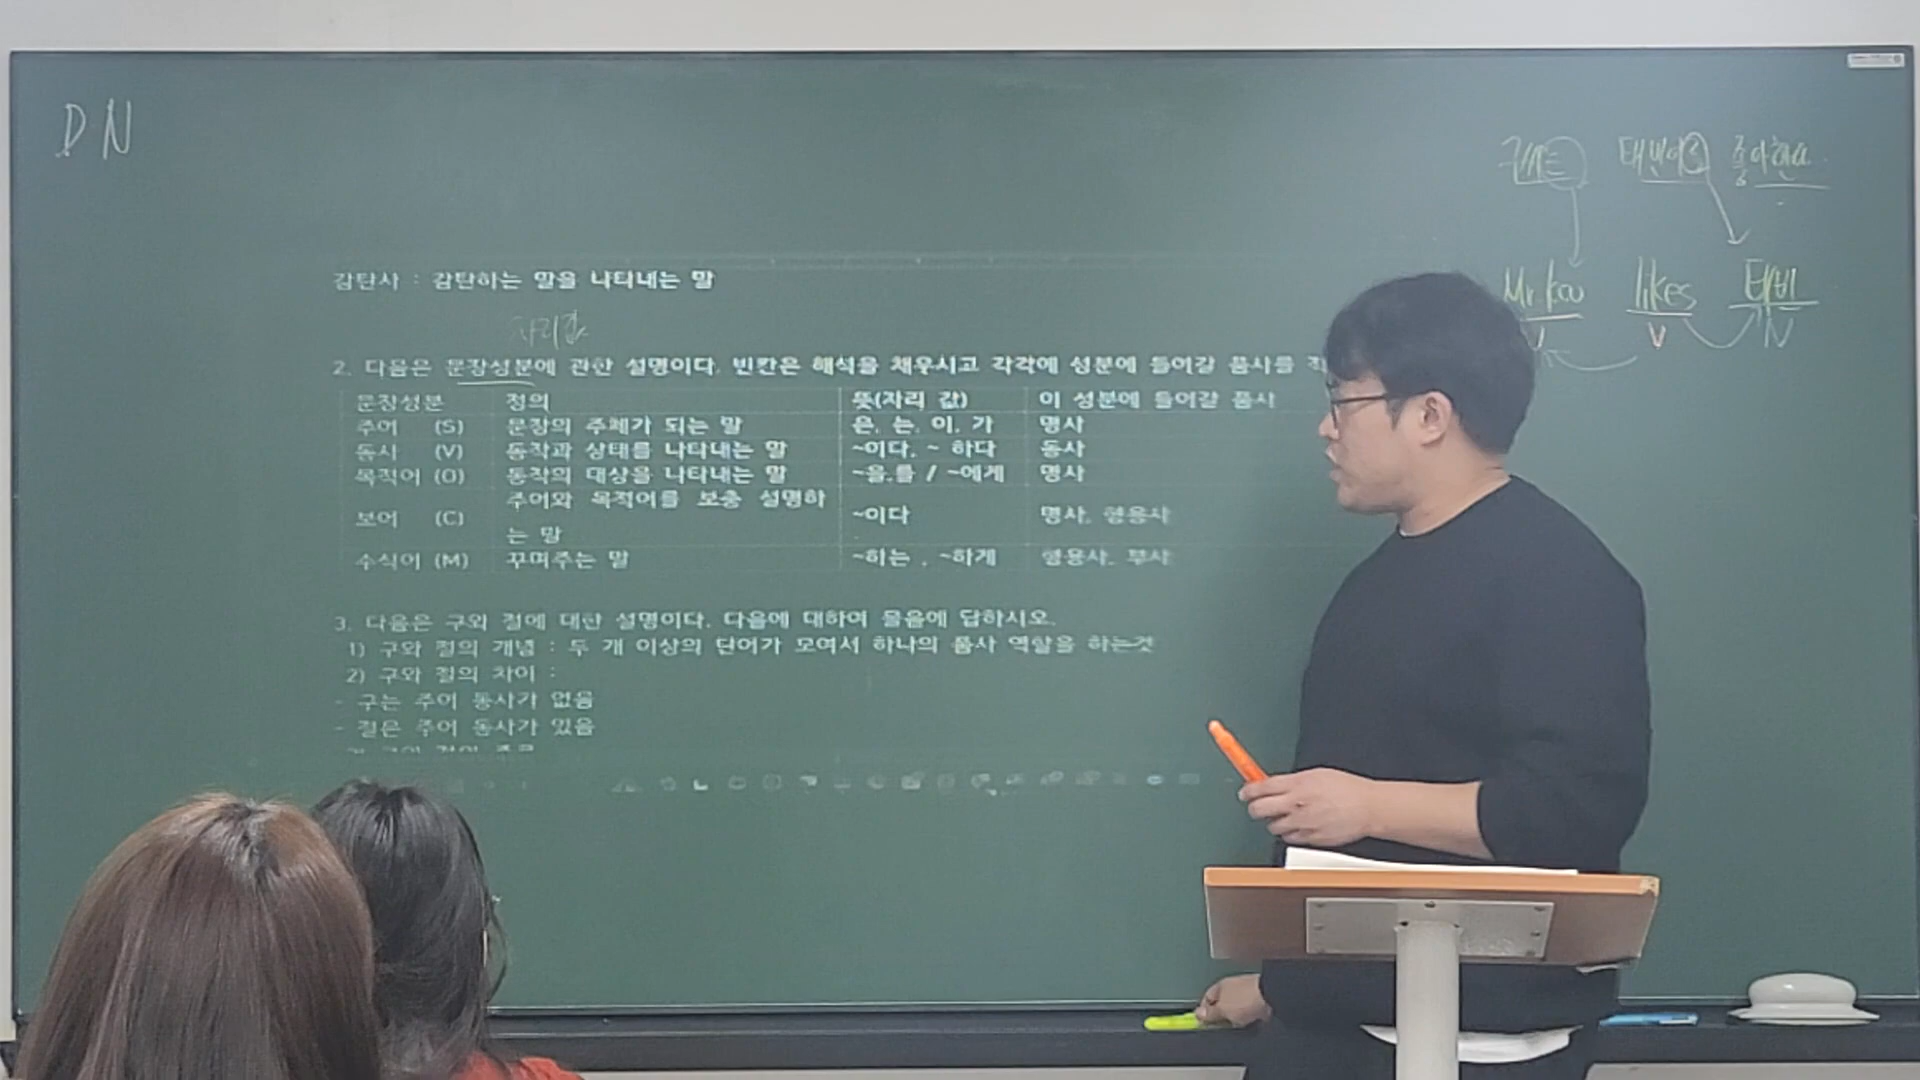 D N
좋아한다.
Mr. koo likes 태비
V N
감탄사 : 감탄하는 말을 나타내는 말
자리값
2. 다음은 문장성분에 관한 설명이다. 빈칸은 해석을 채우시고 각각에 성분에 들어갈 품사를
문장성분 정의 뜻(자리 값) 이 성분에 들어갈 품사
주어 (S) 문장의 주체가 되는 말 은, 는, 이, 가 명사
동사 (V) 동작과 상태를 나타내는 말 ~이다, ~ 하다 동사
목적어 (O) 동작의 대상을 나타내는 말 ~을,를 / ~에게 명사
보어 (C) 주어와 목적어를 보충 설명하는 말 ~이다 명사, 형용사
수식어 (M) 꾸며주는 말 ~하는 , ~하게 형용사, 부사
3. 다음은 구와 절에 대한 설명이다. 다음에 대하여 물음에 답하시오.
1) 구와 절의 개념 : 두 개 이상의 단어가 모여서 하나의 품사 역할을 하는것
2) 구와 절의 차이 :
- 구는 주어 동사가 없음
- 절은 주어 동사가 있음